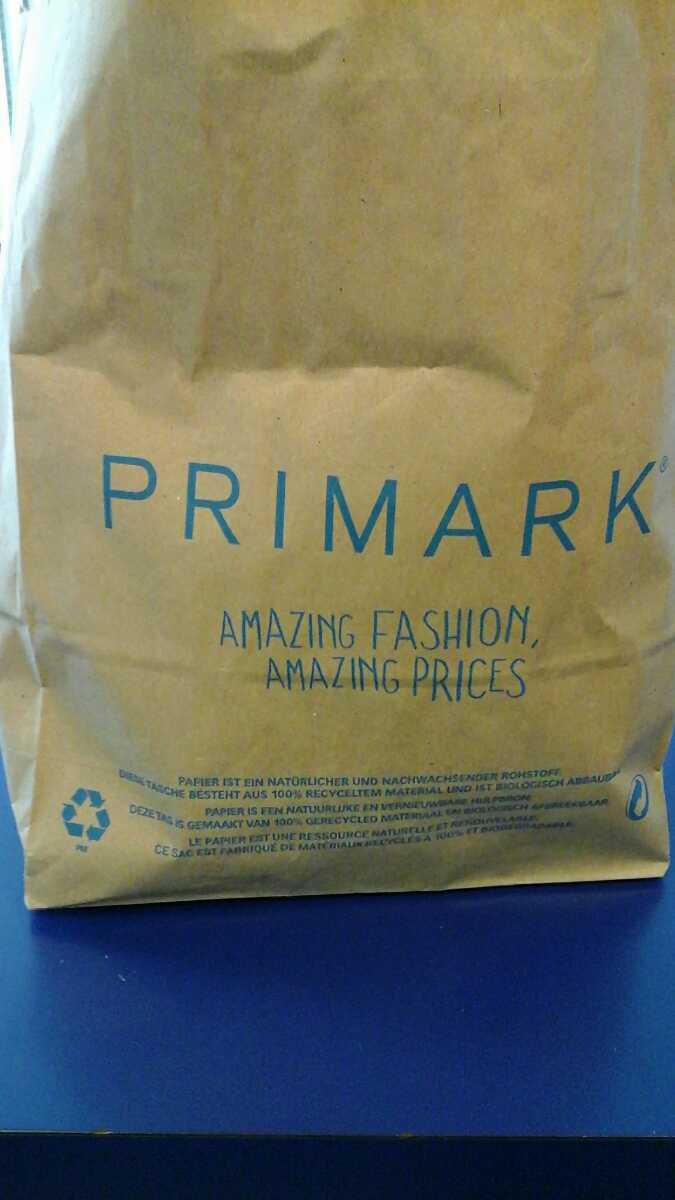 PRIMARK®
AMAZING FASHION,
AMAZING PRICES
PAPIER IST EIN NATÜRLICHER UND NACHWACHSENDER ROHSTOFF.
DIESE TASCHE BESTEHT AUS 100% RECYCELTEM MATERIAL UND IST BIOLOGISCH
PAPIER IS EEN NATUURLIJKE EN VERNIEUWBARE HULPBRON.
DEZE TAS IS GEMAAKT VAN 100% GERECYCLED MATERIAAL EN BIOLOGISCH AFBREEKBAAR.
LE PAPIER EST UNE RESSOURCE NATURELLE ET RENOUVELABLE.
CE SAC EST FABRIQUÉ DE MATÉRIAUX RECYCLÉS À 100% ET BIODÉGRADABLE.